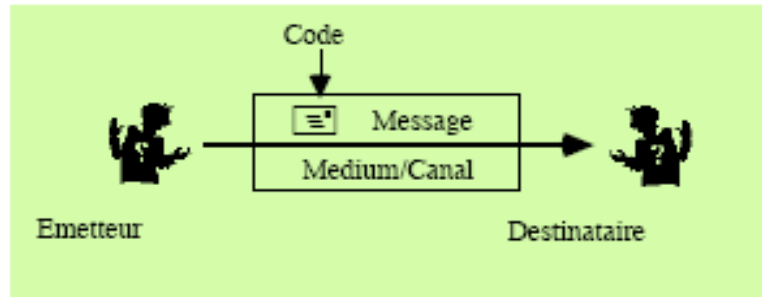 Code
Message
Medium/Canal
Emetteur
Destinataire